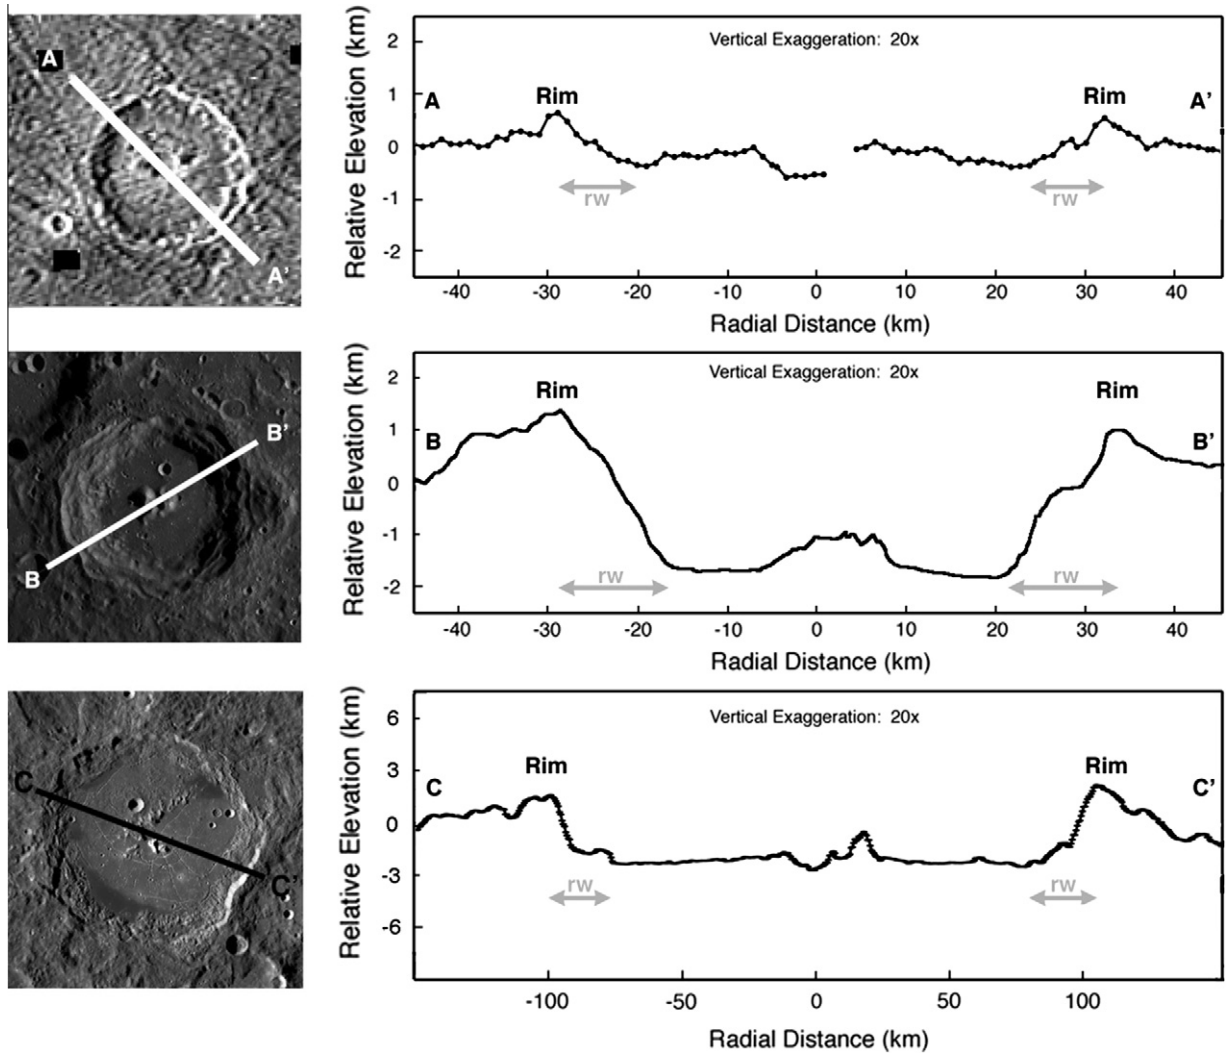 A
A'
Relative Elevation (km)
2
1
0
-1
-2
Vertical Exaggeration: 20x
A
Rim
Rim
A'
rw
rw
-40
-30
-20
-10
0
10
20
30
40
Radial Distance (km)
B
B'
Relative Elevation (km)
2
1
0
-1
-2
Vertical Exaggeration: 20x
Rim
Rim
B
B'
rw
rw
-40
-30
-20
-10
0
10
20
30
40
Radial Distance (km)
C
C'
Relative Elevation (km)
6
3
0
-3
-6
Vertical Exaggeration: 20x
Rim
Rim
C
C'
rw
rw
-100
-50
0
50
100
Radial Distance (km)